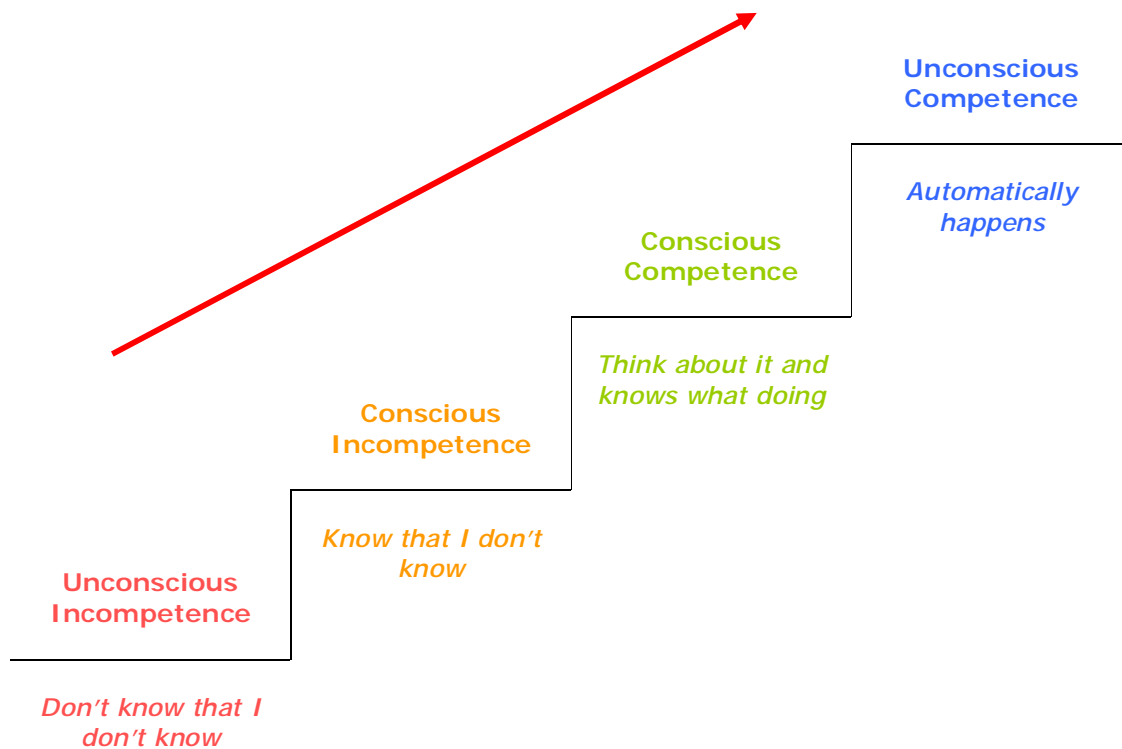 Unconscious
Competence
Automatically
happens
Conscious
Competence
Think about it and
knows what doing
Conscious
Incompetence
Know that I don't
know
Unconscious
Incompetence
Don't know that I
don't know